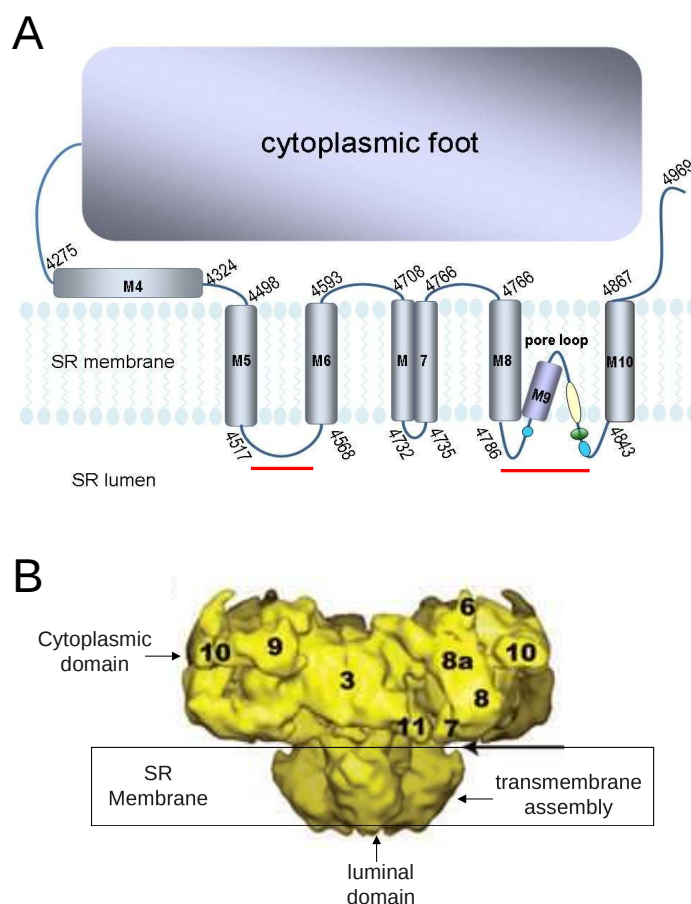 A
cytoplasmic foot
4275
4324
4498
4593
4708
4766
4766
4867
4969
M4
pore loop
SR membrane
M5
M6
M
7
M8
M9
M10
4517
4568
4732
4735
4786
4843
SR lumen
B
Cytoplasmic
domain
10
9
3
6
8a
10
8
11
7
SR
Membrane
transmembrane
assembly
luminal
domain